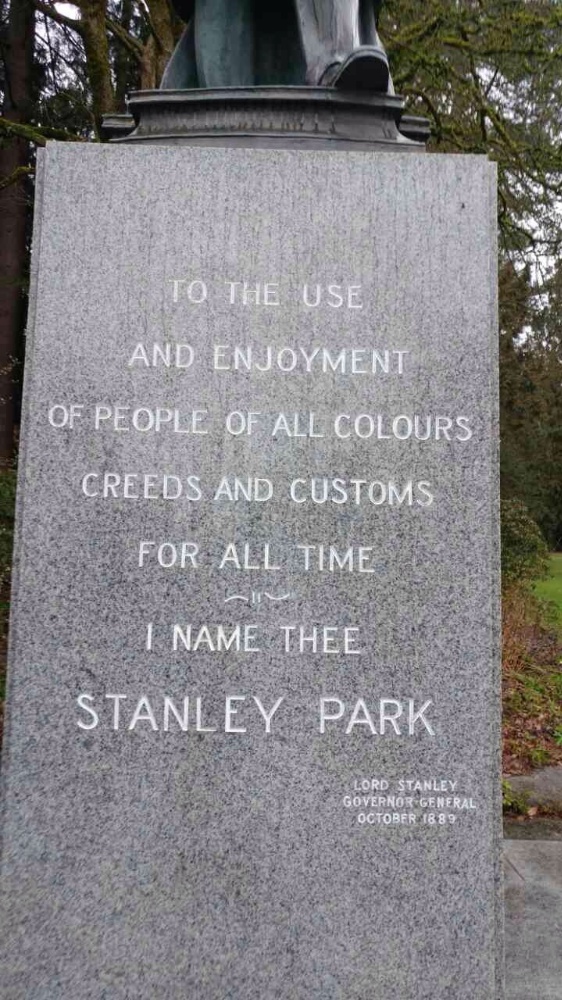 TO THE USE
AND ENJOYMENT
OF PEOPLE OF ALL COLOURS
CREEDS AND CUSTOMS
FOR ALL TIME
I NAME THEE
STANLEY PARK
LORD STANLEY
GOVERNOR GENERAL
OCTOBER 1889